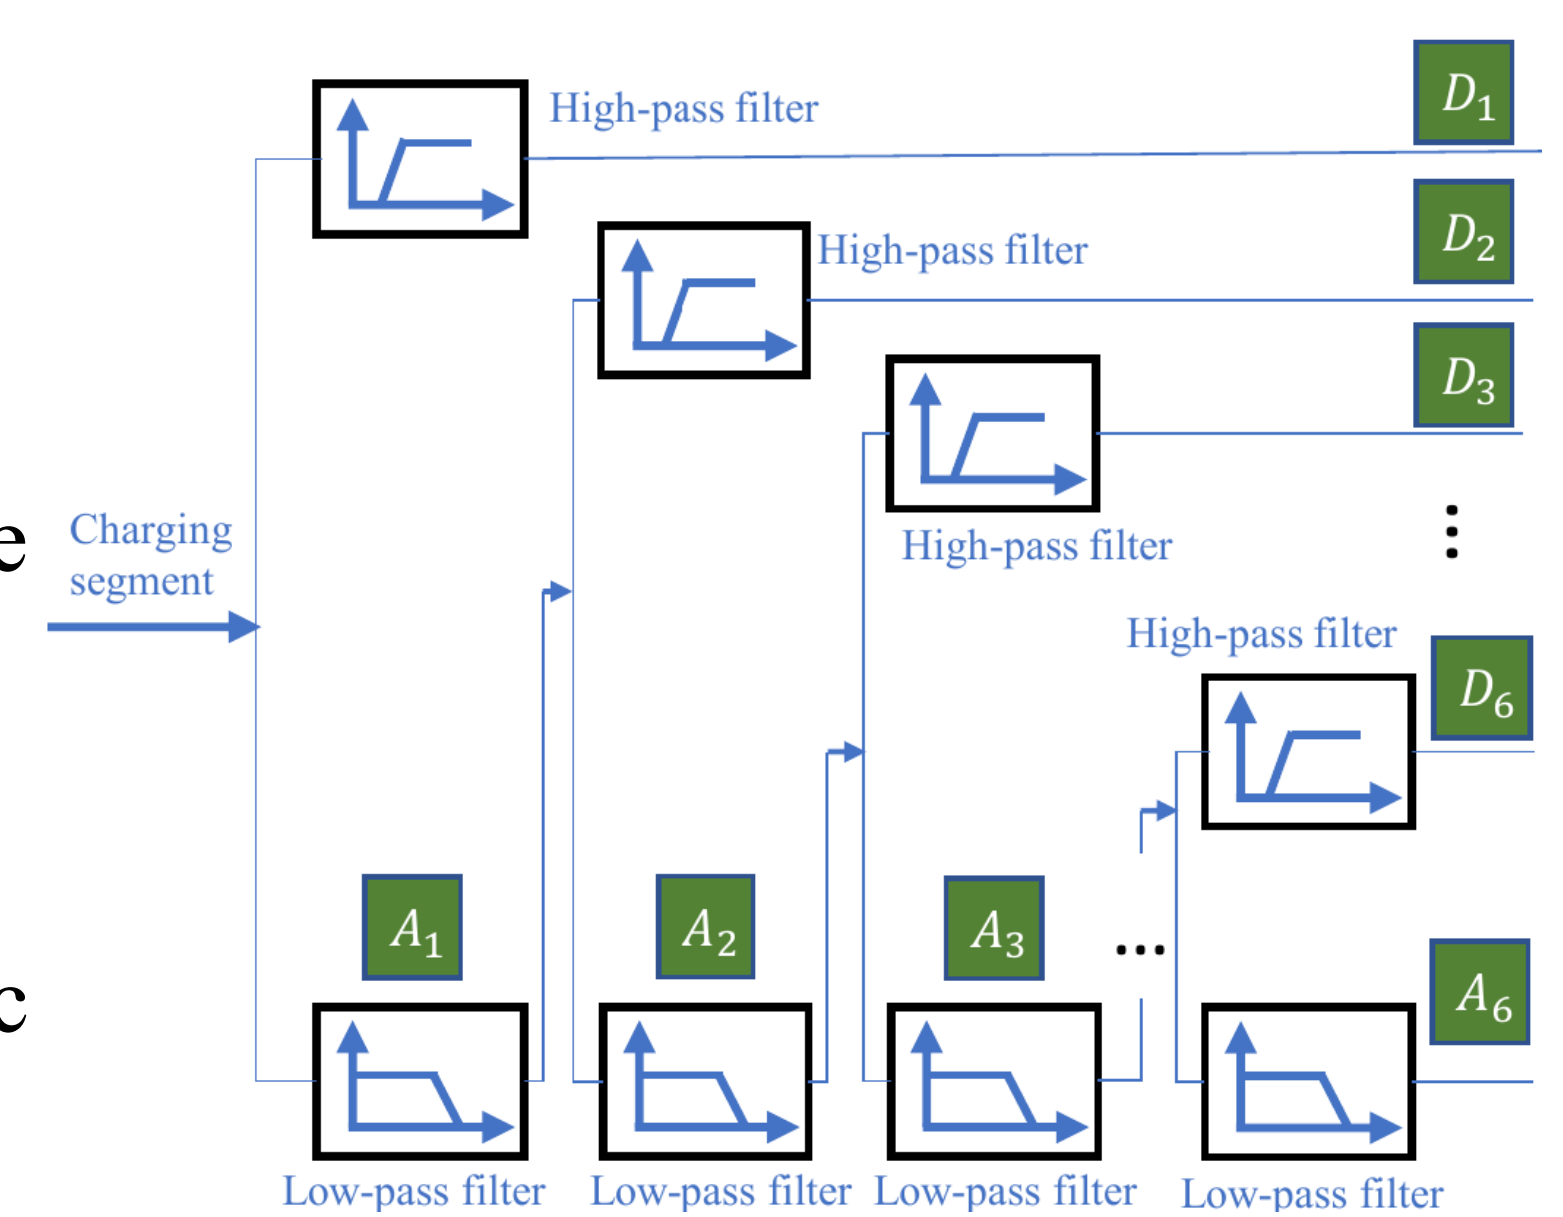 D1
High-pass filter
D2
High-pass filter
D3
e
Charging
segment
High-pass filter
⋮
High-pass filter
D6
A1
A2
A3
...
A6
c
Low-pass filter
Low-pass filter
Low-pass filter
Low-pass filter